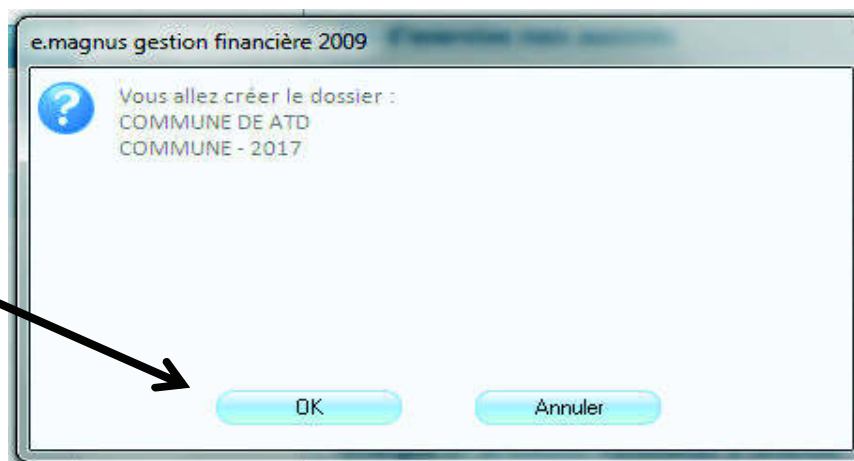 e.magnus gestion financière 2009
Vous allez créer le dossier :
COMMUNE DE ATD
COMMUNE - 2017
OK
Annuler